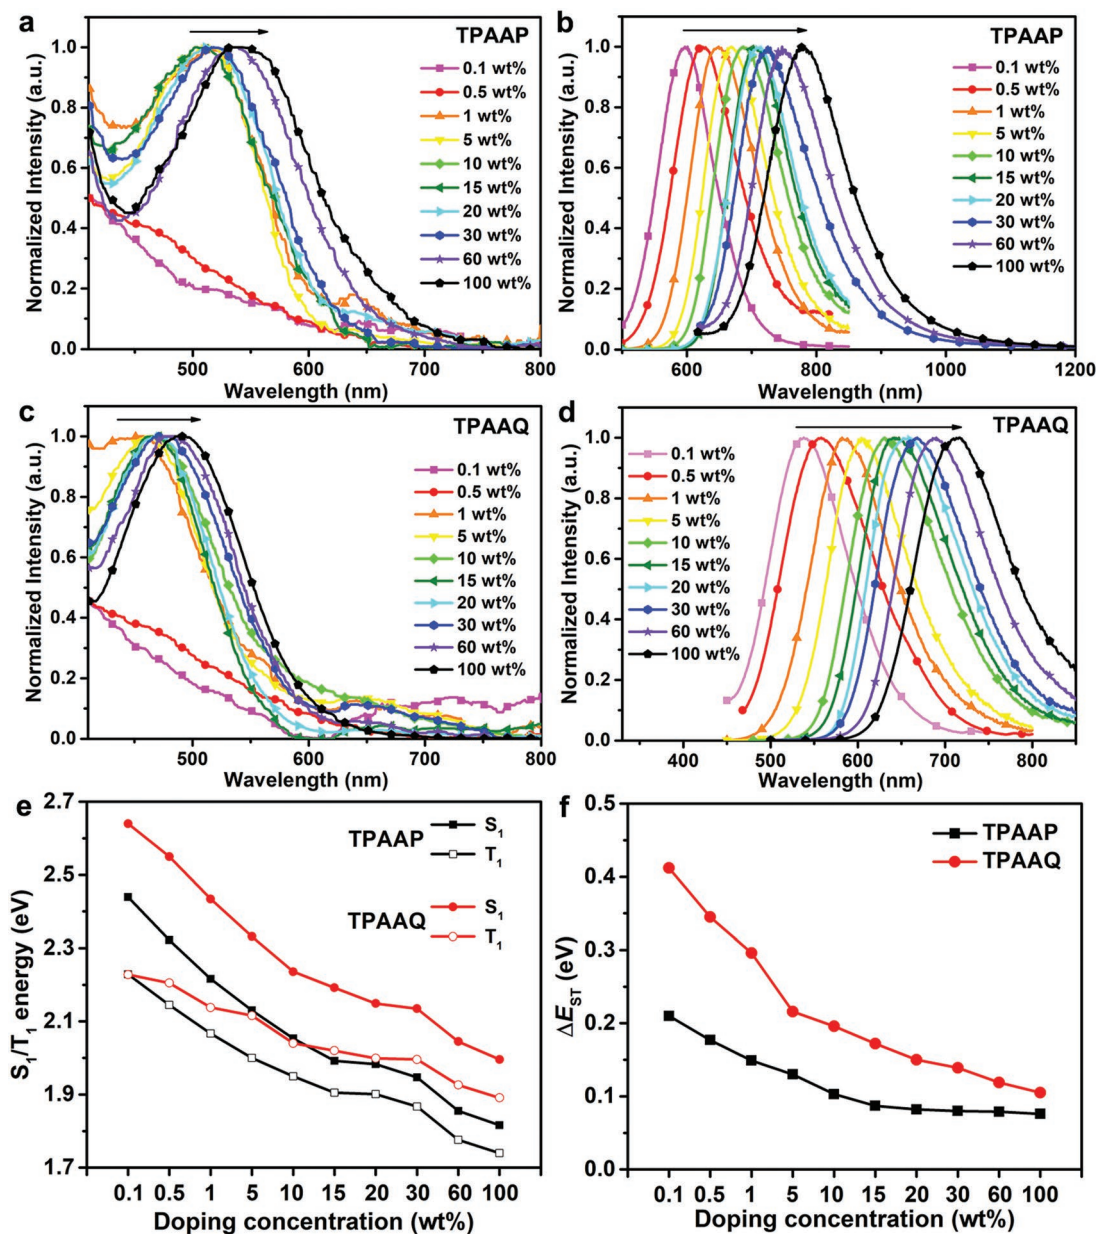 a
TPAAP
0.1 wt%
0.5 wt%
1 wt%
5 wt%
10 wt%
15 wt%
20 wt%
30 wt%
60 wt%
100 wt%
Normalized Intensity (a.u.)
1.0
0.8
0.6
0.4
0.2
0.0
500
600
700
800
Wavelength (nm)
b
TPAAP
0.1 wt%
0.5 wt%
1 wt%
5 wt%
10 wt%
15 wt%
20 wt%
30 wt%
60 wt%
100 wt%
Normalized Intensity (a.u.)
1.0
0.8
0.6
0.4
0.2
0.0
600
800
1000
1200
Wavelength (nm)
c
TPAAQ
0.1 wt%
0.5 wt%
1 wt%
5 wt%
10 wt%
15 wt%
20 wt%
30 wt%
60 wt%
100 wt%
Normalized Intensity (a.u.)
1.0
0.8
0.6
0.4
0.2
0.0
500
600
700
800
Wavelength (nm)
d
TPAAQ
0.1 wt%
0.5 wt%
1 wt%
5 wt%
10 wt%
15 wt%
20 wt%
30 wt%
60 wt%
100 wt%
Normalized Intensity (a.u.)
1.0
0.8
0.6
0.4
0.2
0.0
400
500
600
700
800
Wavelength (nm)
e
TPAAP
S₁
T₁
TPAAQ
S₁
T₁
S₁/T₁ energy (eV)
2.7
2.5
2.3
2.1
1.9
1.7
0.1
0.5
1
5
10
15
20
30
60
100
Doping concentration (wt%)
f
TPAAP
TPAAQ
ΔE_ST (eV)
0.5
0.4
0.3
0.2
0.1
0.0
0.1
0.5
1
5
10
15
20
30
60
100
Doping concentration (wt%)